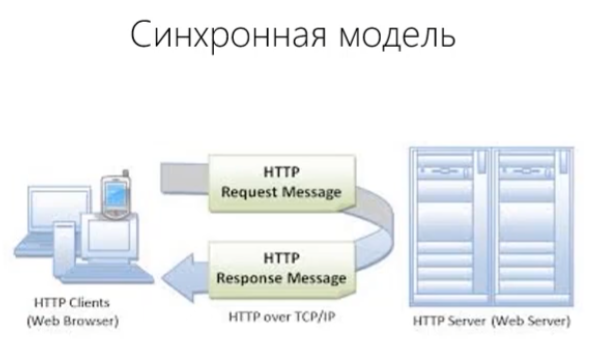 Синхронная модель
HTTP
Request Message
HTTP
Response Message
HTTP Clients
(Web Browser)
HTTP over TCP/IP
HTTP Server (Web Server)